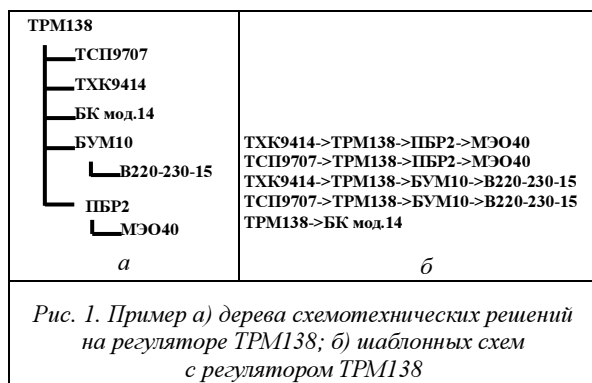 ТРМ138
ТСП9707
ТХК9414
БК мод.14
БУМ10
В220-230-15
ПБР2
МЭО40
а
ТХК9414->ТРМ138->ПБР2->МЭО40
ТСП9707->ТРМ138->ПБР2->МЭО40
ТХК9414->ТРМ138->БУМ10->В220-230-15
ТСП9707->ТРМ138->БУМ10->В220-230-15
ТРМ138->БК мод.14
б
Рис. 1. Пример а) дерева схемотехнических решений
на регуляторе ТРМ138; б) шаблонных схем
с регулятором ТРМ138